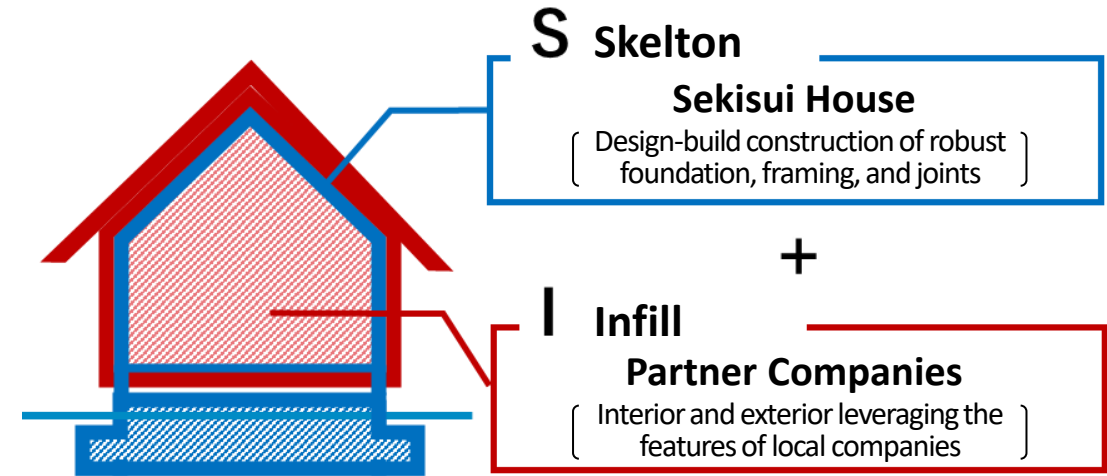 S Skelton
Sekisui House
Design-build construction of robust
foundation, framing, and joints
+
I Infill
Partner Companies
Interior and exterior leveraging the
features of local companies